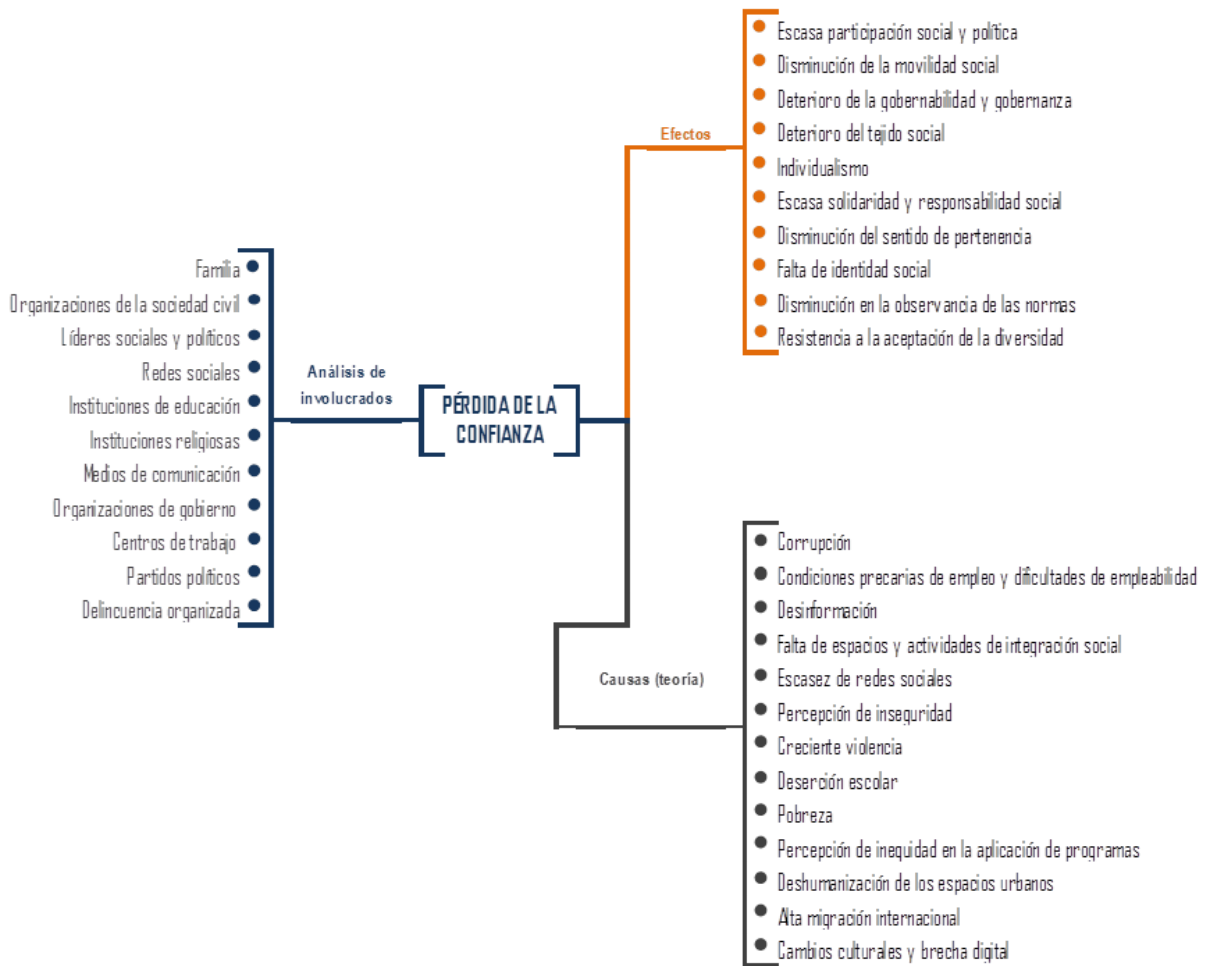 Escasa participación social y política
Disminución de la movilidad social
Deterioro de la gobernabilidad y gobernanza
Efectos
Deterioro del tejido social
Individualismo
Escasa solidaridad y responsabilidad social
Disminución del sentido de pertenencia
Falta de identidad social
Disminución en la observancia de las normas
Resistencia a la aceptación de la diversidad
Familia
Organizaciones de la sociedad civil
Líderes sociales y políticos
Redes sociales
Instituciones de educación
Instituciones religiosas
Medios de comunicación
Organizaciones de gobierno
Centros de trabajo
Partidos políticos
Delincuencia organizada
Análisis de
involucrados
PÉRDIDA DE LA
CONFIANZA
Causas (teoría)
Corrupción
Condiciones precarias de empleo y dificultades de empleabilidad
Desinformación
Falta de espacios y actividades de integración social
Escasez de redes sociales
Percepción de inseguridad
Creciente violencia
Deserción escolar
Pobreza
Percepción de inequidad en la aplicación de programas
Deshumanización de los espacios urbanos
Alta migración internacional
Cambios culturales y brecha digital